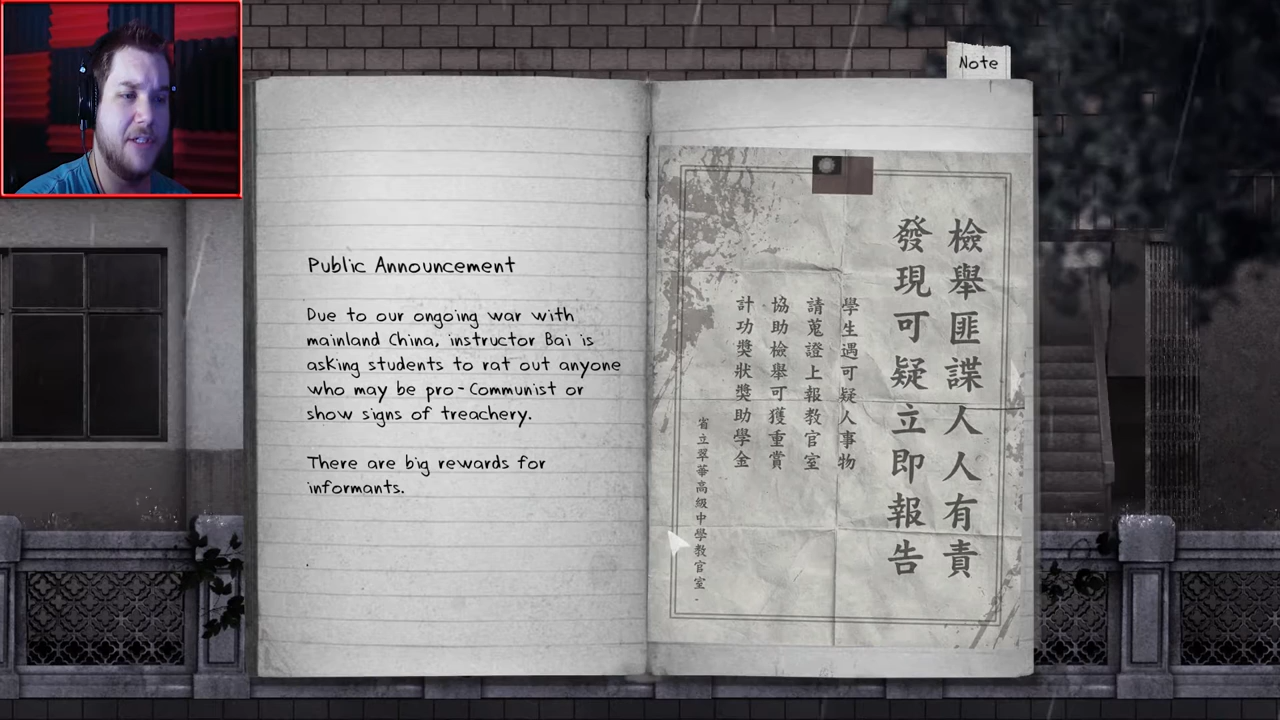 Note
Public Announcement
Due to our ongoing war with
mainland China, instructor Bai is
asking students to rat out anyone
who may be pro-Communist or
show signs of treachery.
There are big rewards for
informants.
檢舉匪諜人人有責
發現可疑立即報告
學生遇可疑人事物
請蒐證上報教官室
協助檢舉可獲重賞
計功獎狀獎助學金
省立翠華高級中學教官室